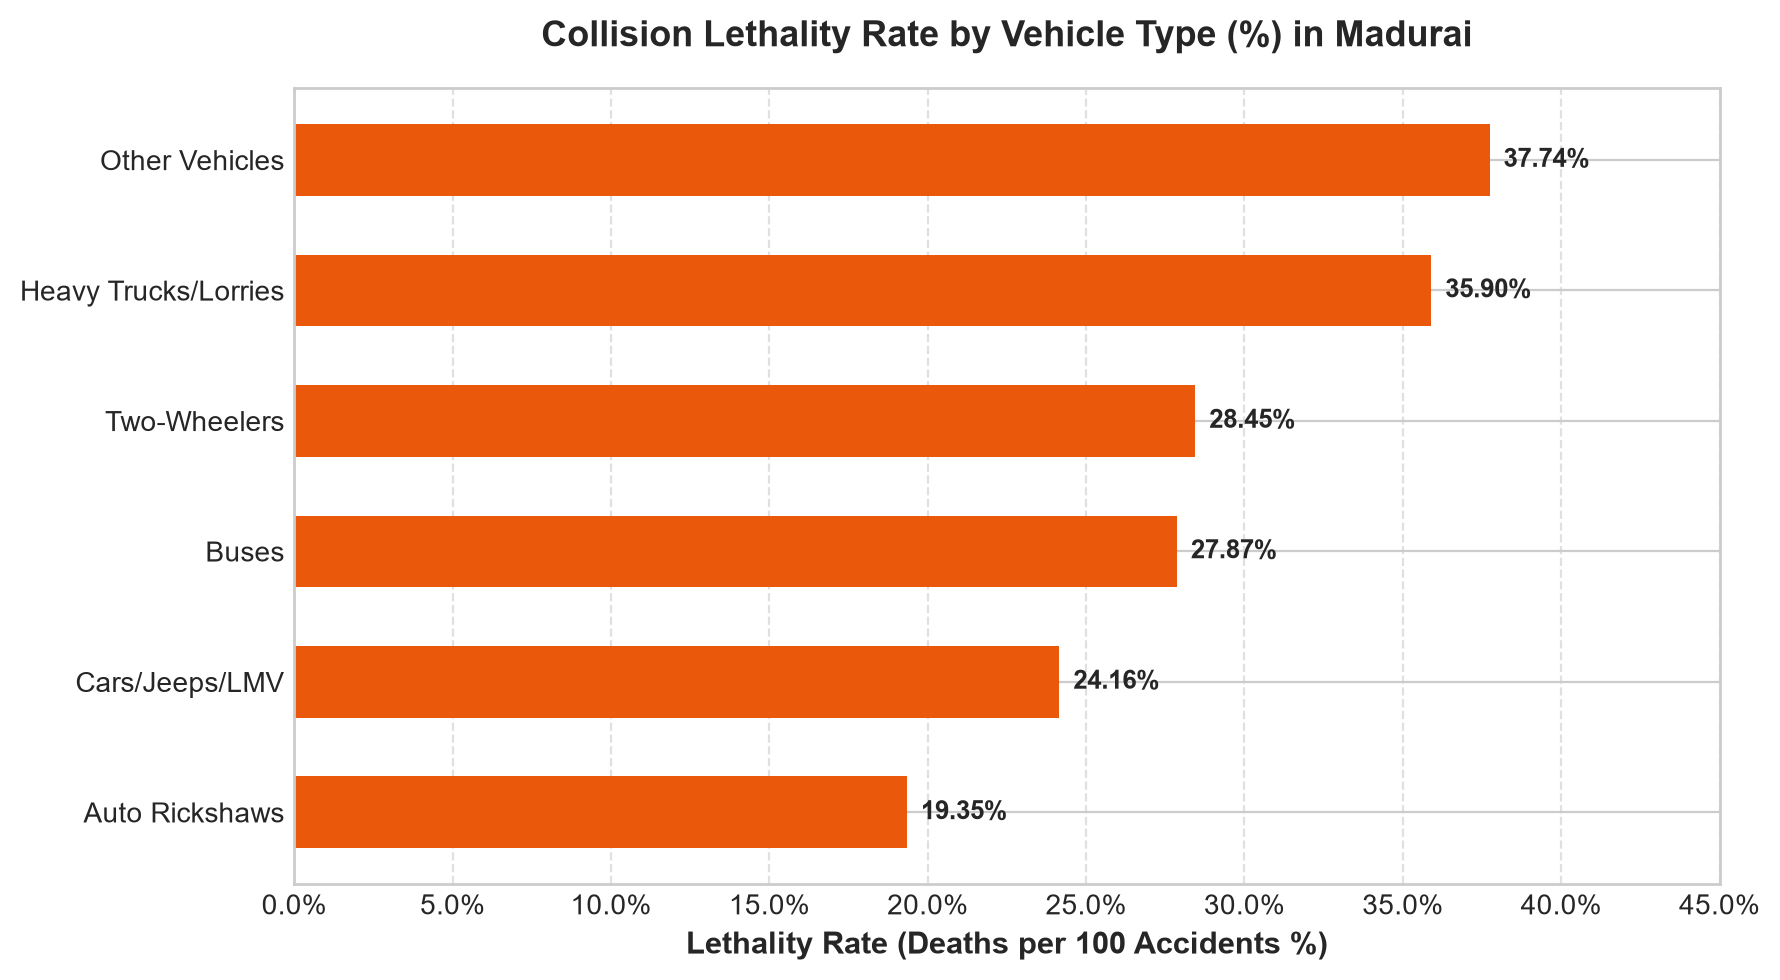 Collision Lethality Rate by Vehicle Type (%) in Madurai
Other Vehicles
37.74%
Heavy Trucks/Lorries
35.90%
Two-Wheelers
28.45%
Buses
27.87%
Cars/Jeeps/LMV
24.16%
Auto Rickshaws
19.35%
0.0% 5.0% 10.0% 15.0% 20.0% 25.0% 30.0% 35.0% 40.0% 45.0%
Lethality Rate (Deaths per 100 Accidents %)